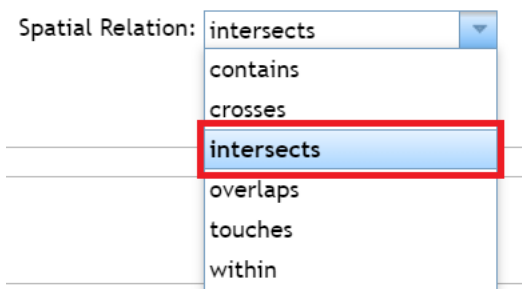 Spatial Relation: intersects
contains
crosses
intersects
overlaps
touches
within